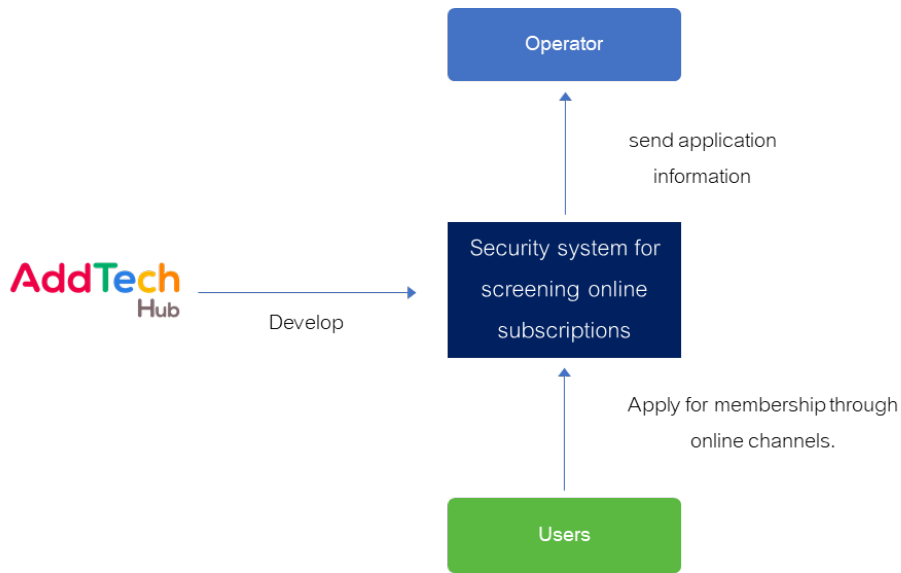 Operator
send application
information
Security system for
screening online
subscriptions
AddTech
Hub
Develop
Apply for membership through
online channels.
Users